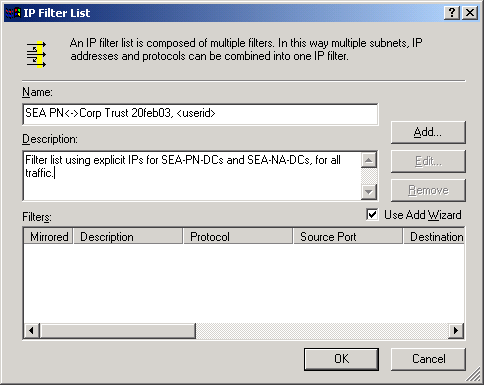 IP Filter List
An IP filter list is composed of multiple filters. In this way multiple subnets, IP
addresses and protocols can be combined into one IP filter.
Name:
SEA PN<->Corp Trust 20feb03, <userid>
Add...
Description:
Filter list using explicit IPs for SEA-PN-DCs and SEA-NA-DCs, for all
traffic.
Edit...
Remove
Filters:
Use Add Wizard
Mirrored Description Protocol Source Port Destination
OK Cancel